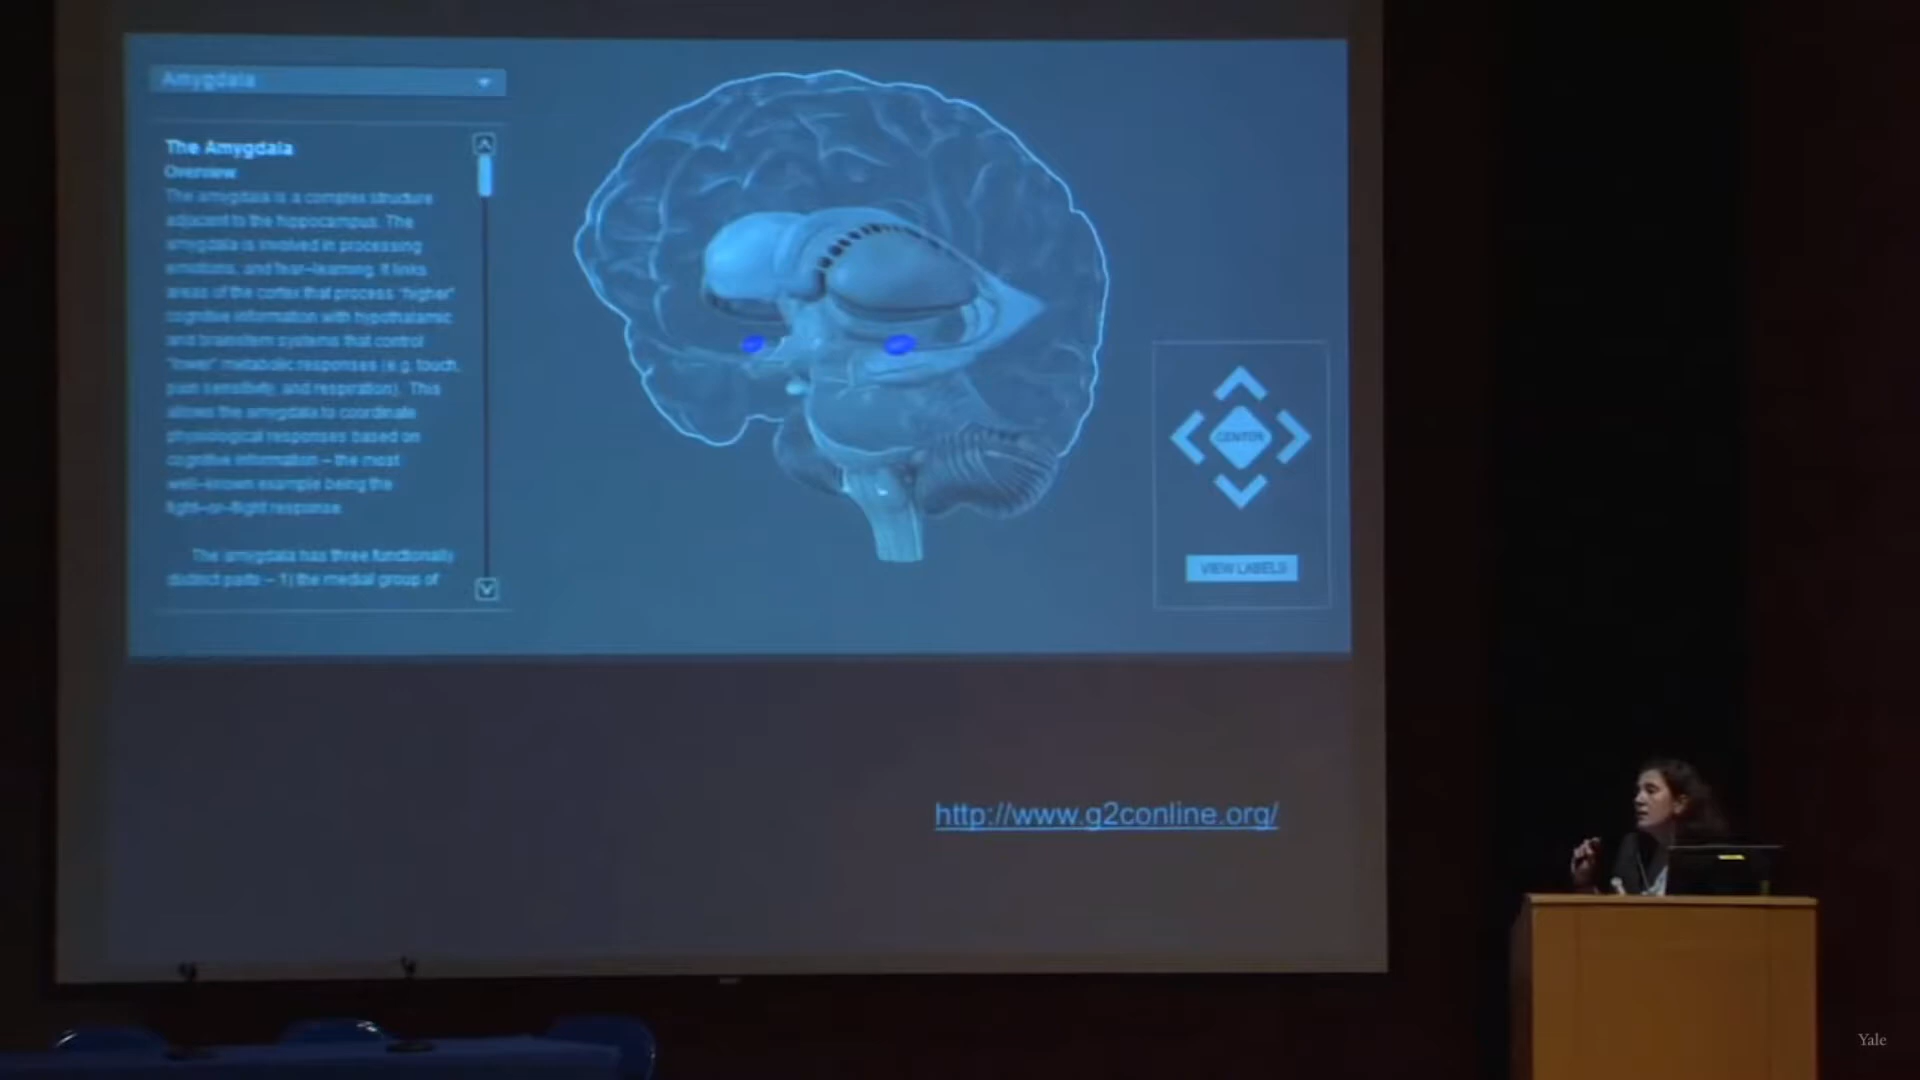 Amygdala
The Amygdala
Overview
The amygdala is a complex structure
adjacent to the hippocampus. The
amygdala is involved in processing
emotions, and fear-learning. It links
areas of the cortex that process "higher"
cognitive information with hypothalamic
and brainstem systems that control
"lower" metabolic responses (e.g. touch,
pain sensitivity, and respiration). This
allows the amygdala to coordinate
physiological responses based on
cognitive information – the most
well-known example being the
fight-or-flight response.
The amygdala has three functionally
distinct parts – 1) the medial group of
CENTER
VIEW LABELS
http://www.g2conline.org/
Yale